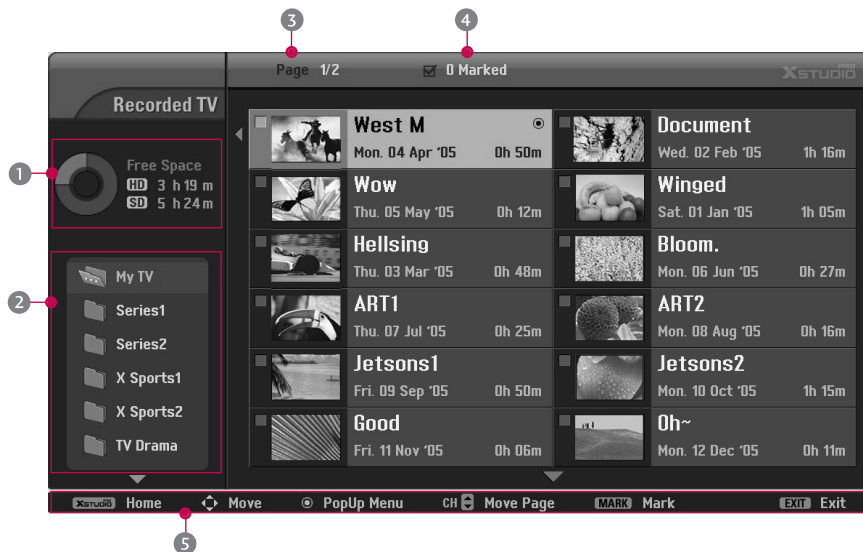 3
4
Page 1/2
0 Marked
XSTUDIO PRO
Recorded TV
1
Free Space
HD 3 h 19 m
SD 5 h 24 m
2
My TV
Series1
Series2
X Sports1
X Sports2
TV Drama
West M
Mon. 04 Apr '05 0h 50m
Document
Wed. 02 Feb '05 1h 16m
Wow
Thu. 05 May '05 0h 12m
Winged
Sat. 01 Jan '05 1h 05m
Hellsing
Thu. 03 Mar '05 0h 48m
Bloom.
Mon. 06 Jun '05 0h 27m
ART1
Thu. 07 Jul '05 0h 25m
ART2
Mon. 08 Aug '05 0h 16m
Jetsons1
Fri. 09 Sep '05 0h 50m
Jetsons2
Mon. 10 Oct '05 1h 15m
Good
Fri. 11 Nov '05 0h 06m
Oh~
Mon. 12 Dec '05 0h 11m
XSTUDIO PRO Home Move PopUp Menu CH Move Page MARK Mark EXIT Exit
5